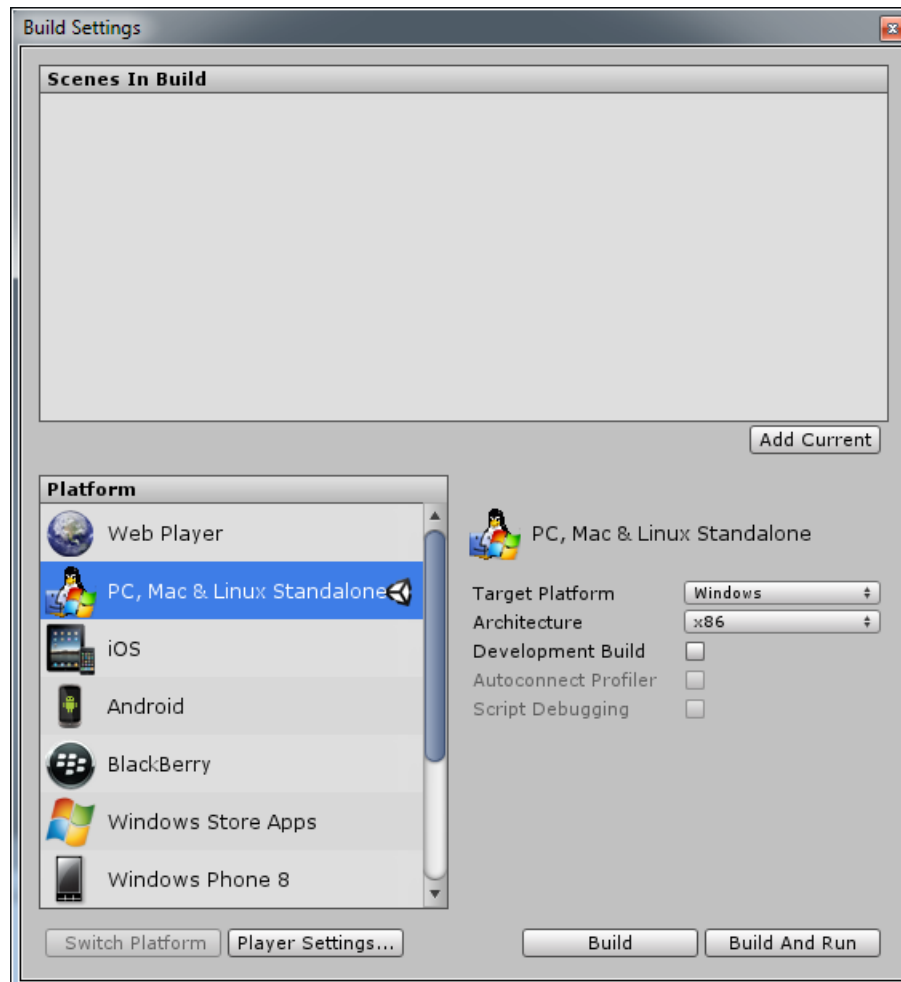 Build Settings
Scenes In Build
Add Current
Platform
Web Player
PC, Mac & Linux Standalone
iOS
Android
BlackBerry
Windows Store Apps
Windows Phone 8
PC, Mac & Linux Standalone
Target Platform Windows
Architecture x86
Development Build
Autoconnect Profiler
Script Debugging
Switch Platform Player Settings... Build Build And Run